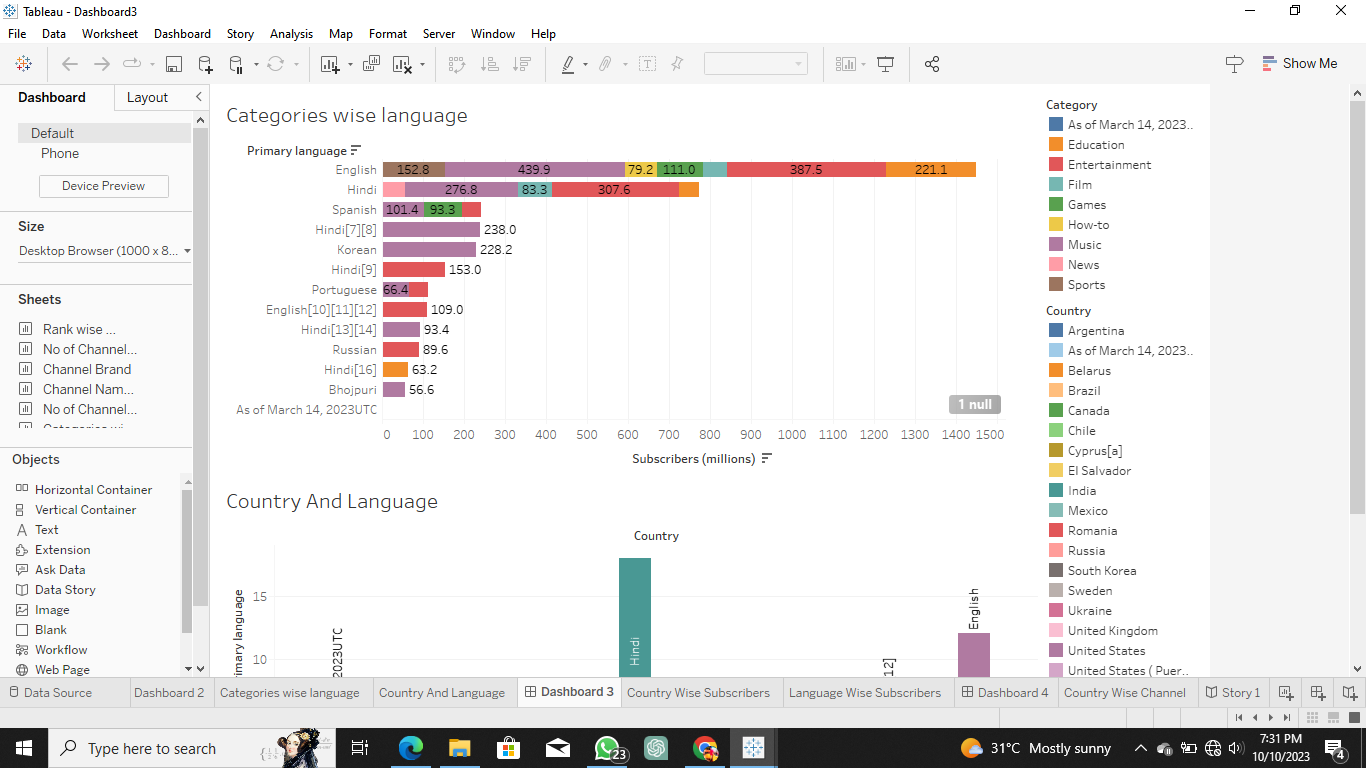 Tableau - Dashboard3
File Data Worksheet Dashboard Story Analysis Map Format Server Window Help
Show Me
Dashboard Layout
Default
Phone
Device Preview
Size
Desktop Browser (1000 x 8...
Sheets
Rank wise ...
No of Channel...
Channel Brand
Channel Nam...
No of Channel...
Objects
Horizontal Container
Vertical Container
Text
Extension
Ask Data
Data Story
Image
Blank
Workflow
Web Page
Categories wise language
Primary language
English 152.8 439.9 79.2 111.0 387.5 221.1
Hindi 276.8 83.3 307.6
Spanish 101.4 93.3
Hindi[7][8] 238.0
Korean 228.2
Hindi[9] 153.0
Portuguese 66.4
English[10][11][12] 109.0
Hindi[13][14] 93.4
Russian 89.6
Hindi[16] 63.2
Bhojpuri 56.6
As of March 14, 2023UTC
1 null
0 100 200 300 400 500 600 700 800 900 1000 1100 1200 1300 1400 1500
Subscribers (millions)
Country And Language
Country
15
10
Hindi
English
2023UTC
12]
Category
As of March 14, 2023..
Education
Entertainment
Film
Games
How-to
Music
News
Sports
Country
Argentina
As of March 14, 2023..
Belarus
Brazil
Canada
Chile
Cyprus[a]
El Salvador
India
Mexico
Romania
Russia
South Korea
Sweden
Ukraine
United Kingdom
United States
United States ( Puer..
Data Source Dashboard 2 Categories wise language Country And Language Dashboard 3 Country Wise Subscribers Language Wise Subscribers Dashboard 4 Country Wise Channel Story 1
Type here to search
23
31°C Mostly sunny
7:31 PM
10/10/2023
4